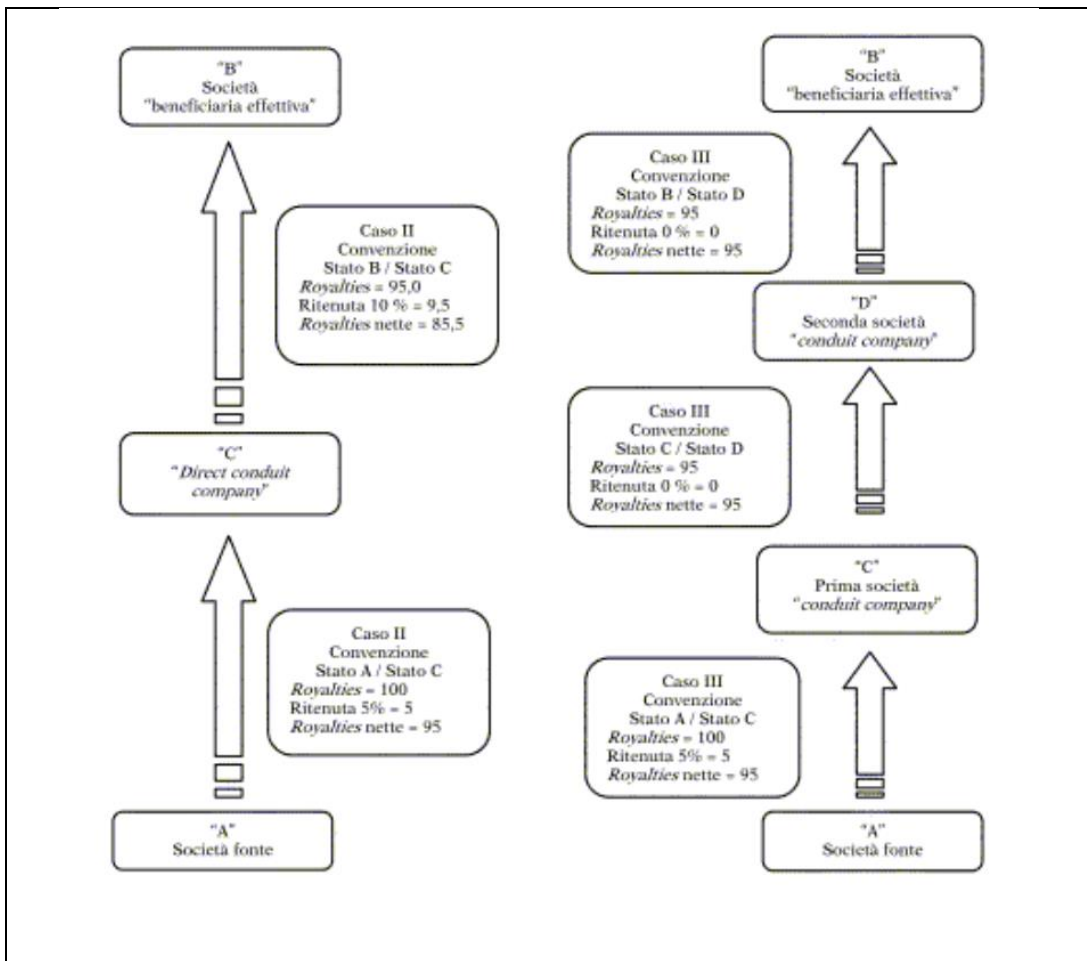 "B"
Società
"beneficiaria effettiva"
Caso II
Convenzione
Stato B / Stato C
Royalties = 95,0
Ritenuta 10 % = 9,5
Royalties nette = 85,5
"C"
"Direct conduit
company"
Caso II
Convenzione
Stato A / Stato C
Royalties = 100
Ritenuta 5% = 5
Royalties nette = 95
"A"
Società fonte
"B"
Società
"beneficiaria effettiva"
Caso III
Convenzione
Stato B / Stato D
Royalties = 95
Ritenuta 0 % = 0
Royalties nette = 95
"D"
Seconda società
"conduit company"
Caso III
Convenzione
Stato C / Stato D
Royalties = 95
Ritenuta 0 % = 0
Royalties nette = 95
"C"
Prima società
"conduit company"
Caso III
Convenzione
Stato A / Stato C
Royalties = 100
Ritenuta 5% = 5
Royalties nette = 95
"A"
Società fonte